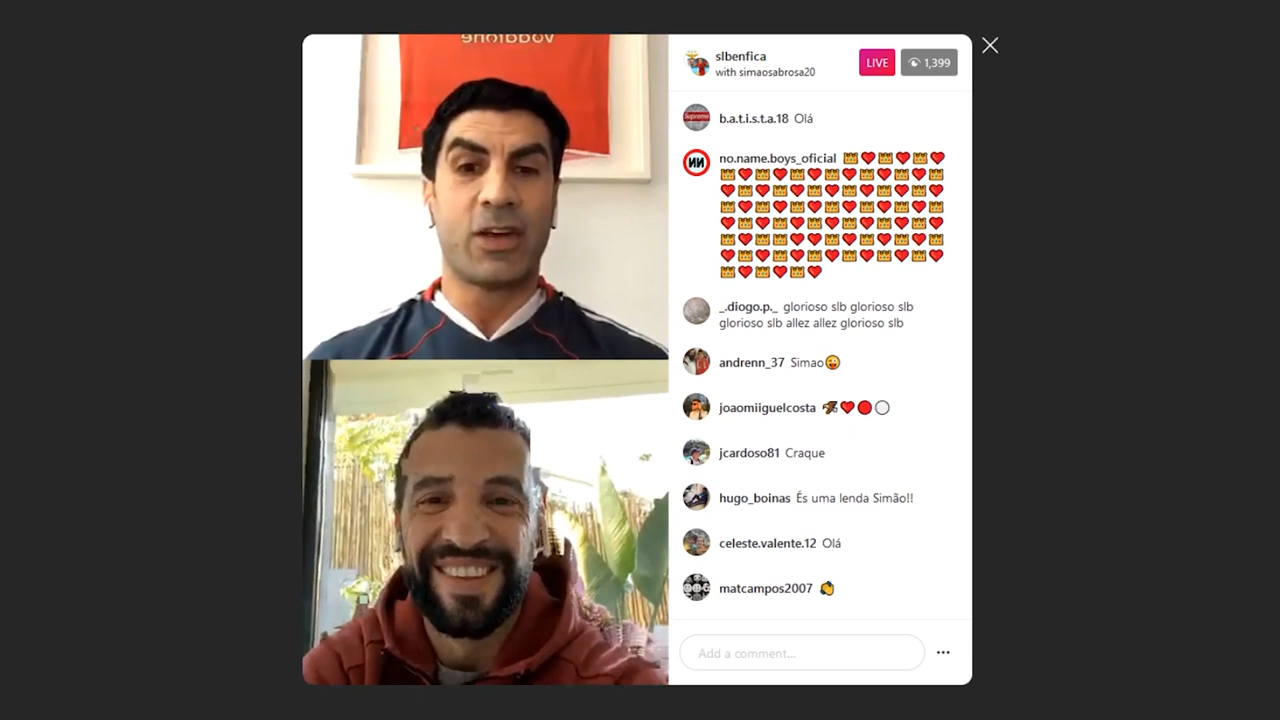 vodafone
slbenfica
with simaosabrosa20
LIVE
1,399
Supreme
b.a.t.i.s.t.a.18 Olá
NN
no.name.boys_oficial
_.diogo.p._ glorioso slb glorioso slb
glorioso slb allez allez glorioso slb
andrenn_37 Simao
joaomiiguelcosta
jcardoso81 Craque
hugo_boinas És uma lenda Simão!!
celeste.valente.12 Olá
matcampos2007
Add a comment...